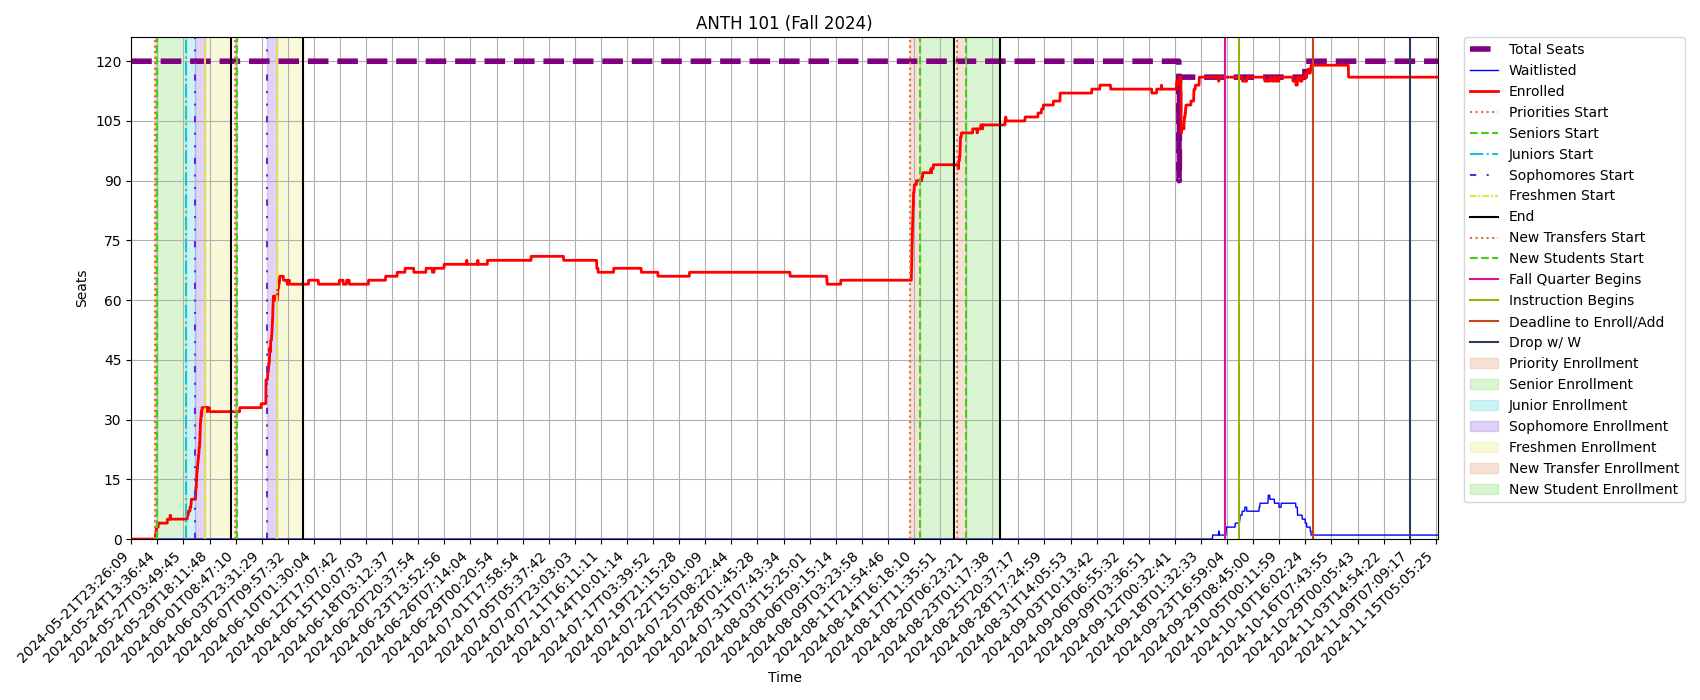 ANTH 101 (Fall 2024)
Seats
120
105
90
75
60
45
30
15
0
2024-05-21T23:26:09
2024-05-24T13:36:44
2024-05-27T03:49:45
2024-05-29T18:11:48
2024-06-01T08:47:10
2024-06-03T23:31:29
2024-06-07T09:57:32
2024-06-10T01:30:04
2024-06-12T17:07:42
2024-06-15T10:07:03
2024-06-18T03:12:37
2024-06-20T20:37:54
2024-06-23T13:52:56
2024-06-26T07:14:04
2024-06-29T00:20:54
2024-07-01T17:58:54
2024-07-05T05:37:42
2024-07-07T23:03:03
2024-07-11T16:11:11
2024-07-14T10:01:14
2024-07-17T03:39:52
2024-07-19T21:15:28
2024-07-22T15:01:09
2024-07-25T08:22:44
2024-07-28T01:45:28
2024-07-31T07:43:34
2024-08-03T15:25:01
2024-08-06T09:15:14
2024-08-09T03:23:58
2024-08-11T21:54:46
2024-08-14T16:18:10
2024-08-17T11:35:51
2024-08-20T06:23:21
2024-08-23T01:17:38
2024-08-25T20:37:17
2024-08-28T17:24:59
2024-08-31T14:05:53
2024-09-03T10:13:42
2024-09-06T06:55:32
2024-09-09T03:36:51
2024-09-12T00:32:41
2024-09-18T01:32:33
2024-09-23T16:59:04
2024-09-29T08:45:00
2024-10-05T00:11:59
2024-10-10T16:02:24
2024-10-16T07:43:55
2024-10-29T00:05:43
2024-11-03T14:54:22
2024-11-09T07:09:17
2024-11-15T05:05:25
Time
Total Seats
Waitlisted
Enrolled
Priorities Start
Seniors Start
Juniors Start
Sophomores Start
Freshmen Start
End
New Transfers Start
New Students Start
Fall Quarter Begins
Instruction Begins
Deadline to Enroll/Add
Drop w/ W
Priority Enrollment
Senior Enrollment
Junior Enrollment
Sophomore Enrollment
Freshmen Enrollment
New Transfer Enrollment
New Student Enrollment